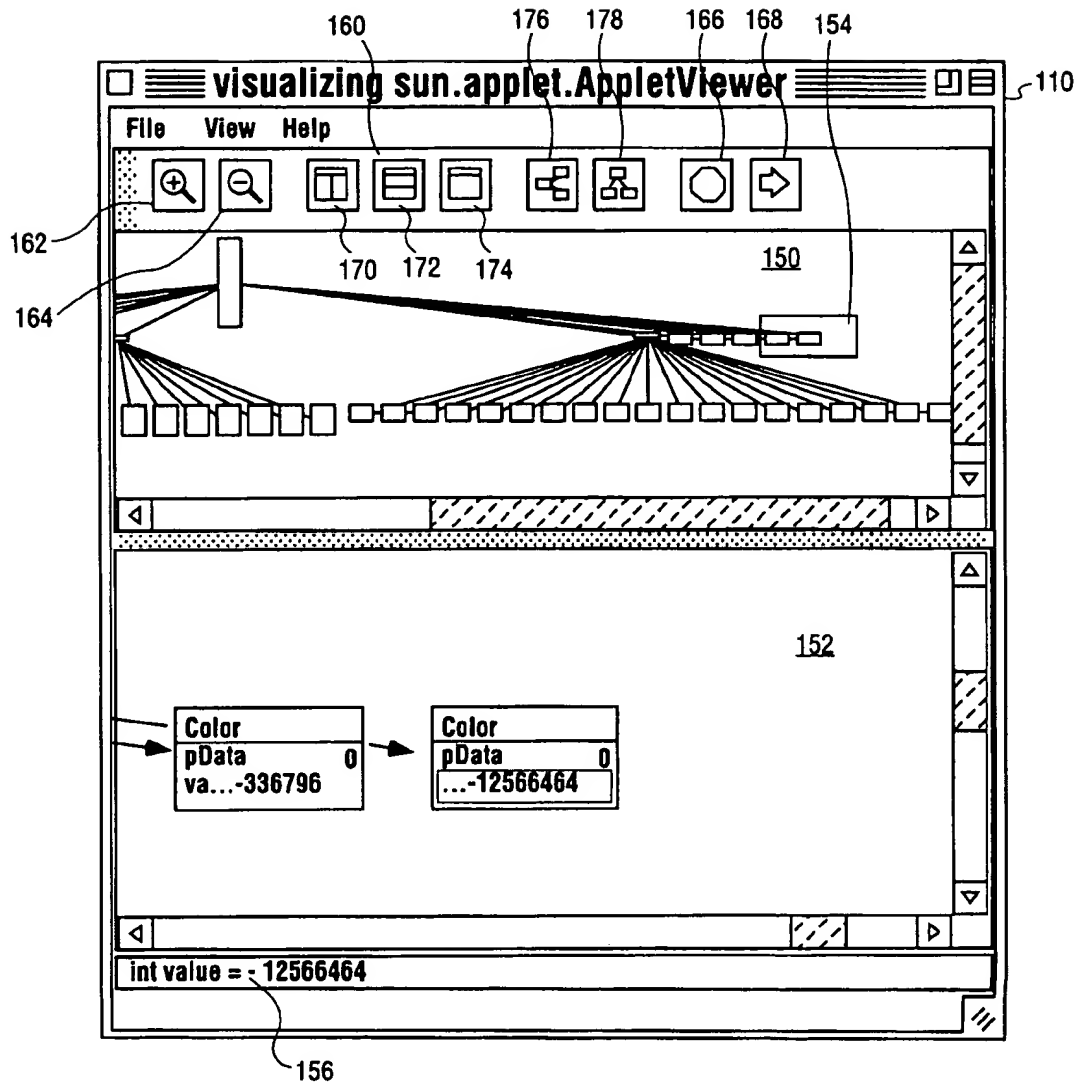 176 178 166 168 154
160
visualizing sun.applet.AppletViewer
110
File View Help
162
170 172 174
150
164
152
Color Color
pData 0 pData 0
va...-336796 ...-12566464
int value = - 12566464
156